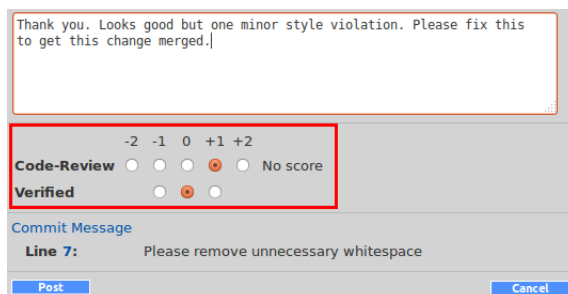 Thank you. Looks good but one minor style violation. Please fix this
to get this change merged.
-2 -1 0 +1 +2
Code-Review No score
Verified
Commit Message
Line 7: Please remove unnecessary whitespace
Post Cancel